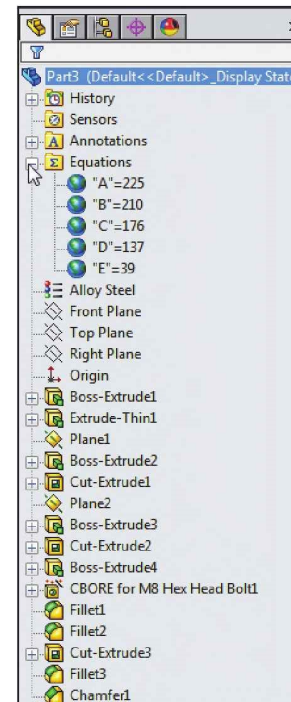 Part3 (Default<<Default>_Display State
History
Sensors
Annotations
Equations
"A"=225
"B"=210
"C"=176
"D"=137
"E"=39
Alloy Steel
Front Plane
Top Plane
Right Plane
Origin
Boss-Extrude1
Extrude-Thin1
Plane1
Boss-Extrude2
Cut-Extrude1
Plane2
Boss-Extrude3
Cut-Extrude2
Boss-Extrude4
CBORE for M8 Hex Head Bolt1
Fillet1
Fillet2
Cut-Extrude3
Fillet3
Chamfer1